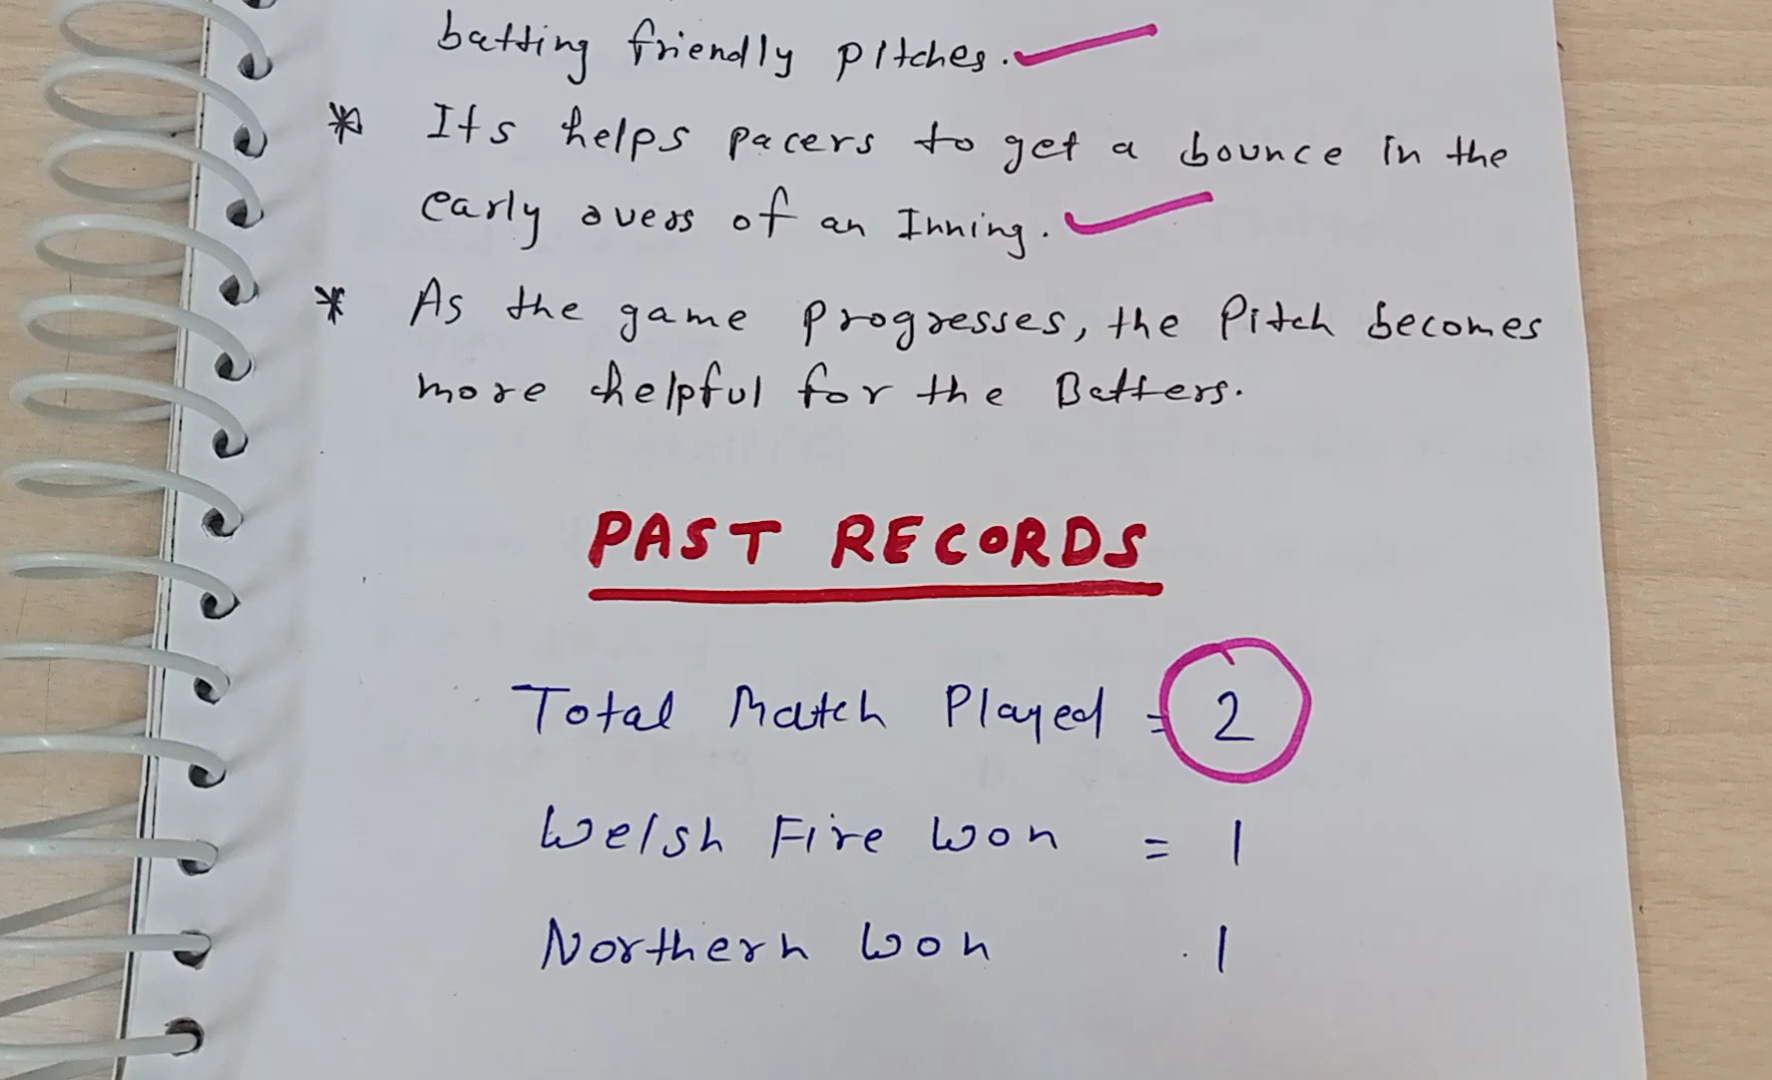 batting friendly pitches.
* Its helps pacers to get a bounce in the
early overs of an Inning.
* As the game progresses, the Pitch becomes
more helpful for the Batters.
PAST RECORDS
Total Match Played = 2
Welsh Fire Won = 1
Northern Won 1